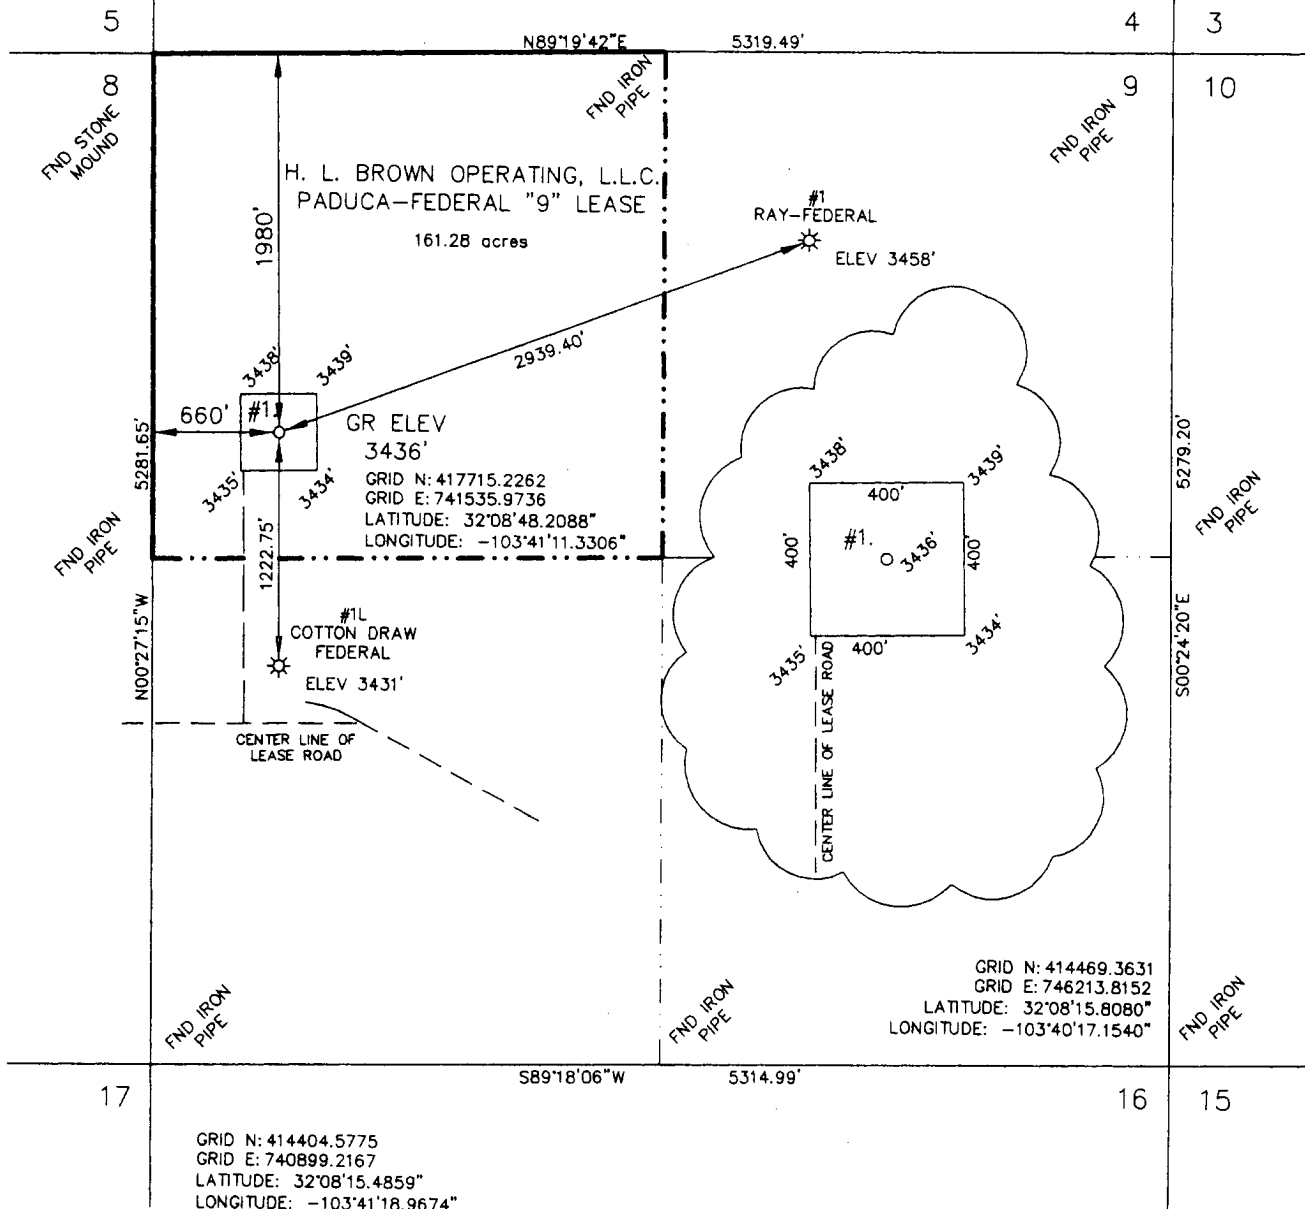 5
4
3
N89°19'42"E
5319.49'
8
9
10
FND STONE
MOUND
FND IRON
PIPE
FND IRON
PIPE
H. L. BROWN OPERATING, L.L.C.
PADUCA-FEDERAL "9" LEASE
161.28 acres
1980'
#1
RAY-FEDERAL
ELEV 3458'
2939.40'
3438'
3439'
660'
#1.
GR ELEV
3436'
3435'
3434'
GRID N: 417715.2262
GRID E: 741535.9736
LATITUDE: 32°08'48.2088"
LONGITUDE: -103°41'11.3306"
5281.65'
FND IRON
PIPE
1222.75'
N00°27'15"W
#1L
COTTON DRAW
FEDERAL
ELEV 3431'
CENTER LINE OF
LEASE ROAD
3438'
3439'
400'
400'
#1.
3436'
400'
3435'
400'
3434'
CENTER LINE OF LEASE ROAD
5279.20'
FND IRON
PIPE
S00°24'20"E
GRID N: 414469.3631
GRID E: 746213.8152
LATITUDE: 32°08'15.8080"
LONGITUDE: -103°40'17.1540"
FND IRON
PIPE
FND IRON
PIPE
FND IRON
PIPE
S89°18'06"W
5314.99'
17
16
15
GRID N: 414404.5775
GRID E: 740899.2167
LATITUDE: 32°08'15.4859"
LONGITUDE: -103°41'18.9674"